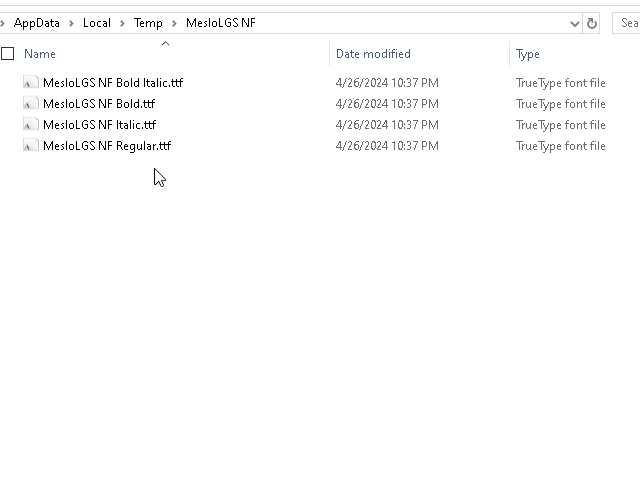 AppData > Local > Temp > MesloLGS NF Sea
Name Date modified Type
MesloLGS NF Bold Italic.ttf 4/26/2024 10:37 PM TrueType font file
MesloLGS NF Bold.ttf 4/26/2024 10:37 PM TrueType font file
MesloLGS NF Italic.ttf 4/26/2024 10:37 PM TrueType font file
MesloLGS NF Regular.ttf 4/26/2024 10:37 PM TrueType font file